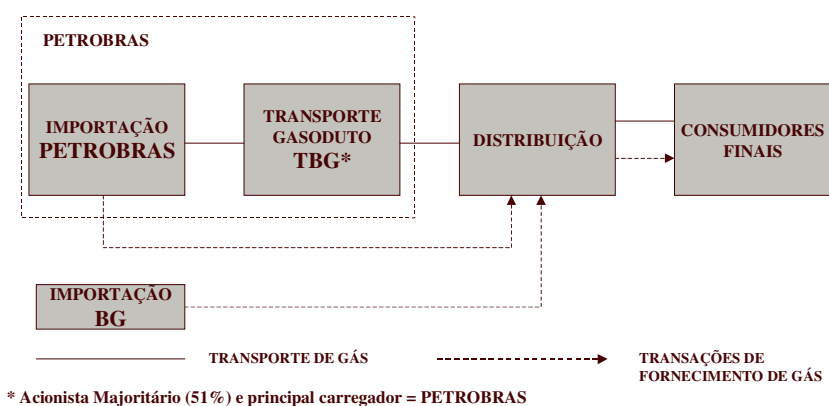 PETROBRAS
IMPORTAÇÃO
PETROBRAS
TRANSPORTE
GASODUTO
TBG*
DISTRIBUIÇÃO
CONSUMIDORES
FINAIS
IMPORTAÇÃO
BG
TRANSPORTE DE GÁS
TRANSAÇÕES DE
FORNECIMENTO DE GÁS
* Acionista Majoritário (51%) e principal carregador = PETROBRAS